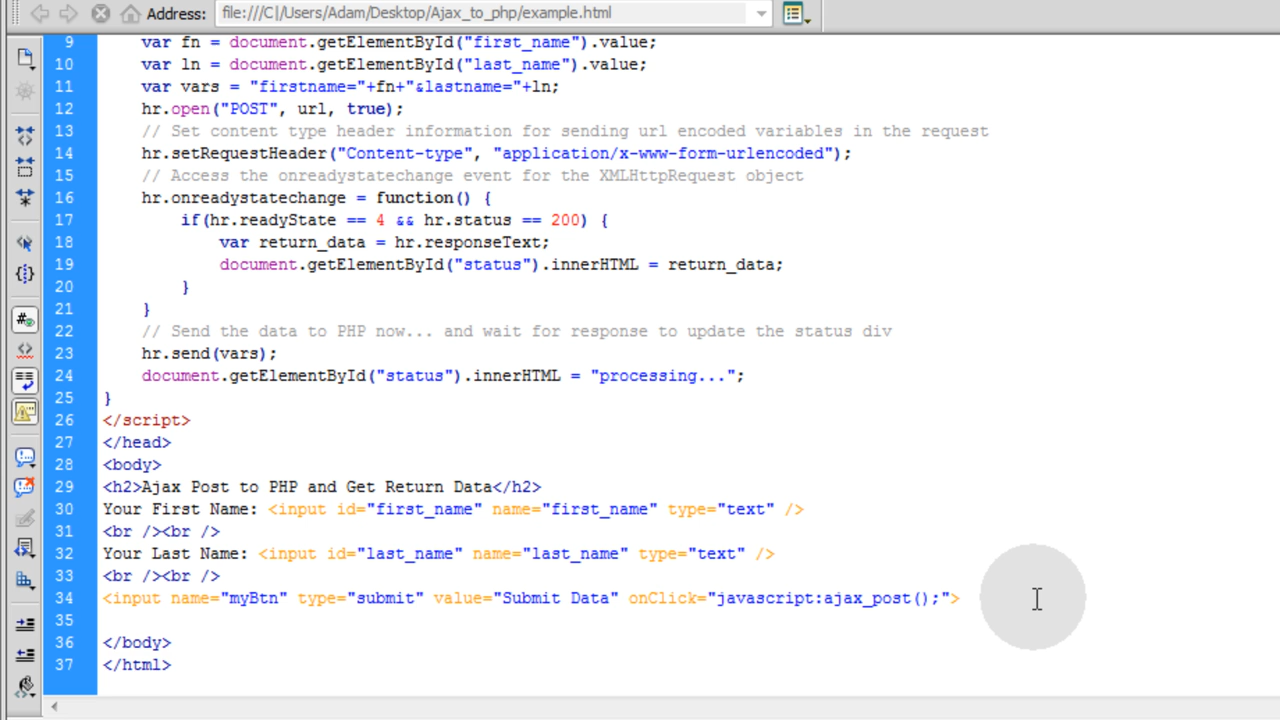 Address: file:///C|/Users/Adam/Desktop/Ajax_to_php/example.html
9 var fn = document.getElementById("first_name").value;
10 var ln = document.getElementById("last_name").value;
11 var vars = "firstname="+fn+"&lastname="+ln;
12 hr.open("POST", url, true);
13 // Set content type header information for sending url encoded variables in the request
14 hr.setRequestHeader("Content-type", "application/x-www-form-urlencoded");
15 // Access the onreadystatechange event for the XMLHttpRequest object
16 hr.onreadystatechange = function() {
17 if(hr.readyState == 4 && hr.status == 200) {
18 var return_data = hr.responseText;
19 document.getElementById("status").innerHTML = return_data;
20 }
21 }
22 // Send the data to PHP now... and wait for response to update the status div
23 hr.send(vars);
24 document.getElementById("status").innerHTML = "processing...";
25 }
26 </script>
27 </head>
28 <body>
29 <h2>Ajax Post to PHP and Get Return Data</h2>
30 Your First Name: <input id="first_name" name="first_name" type="text" />
31 <br /><br />
32 Your Last Name: <input id="last_name" name="last_name" type="text" />
33 <br /><br />
34 <input name="myBtn" type="submit" value="Submit Data" onClick="javascript:ajax_post();">
35
36 </body>
37 </html>